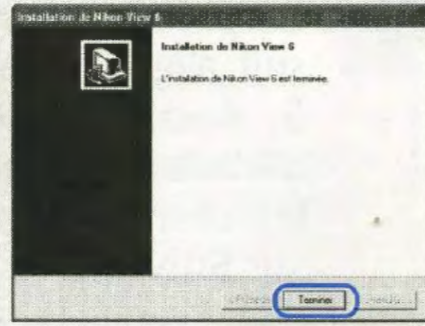 Installation de Nikon View 6
Installation de Nikon View 6
L'installation de Nikon View 6 est terminée.
Terminer